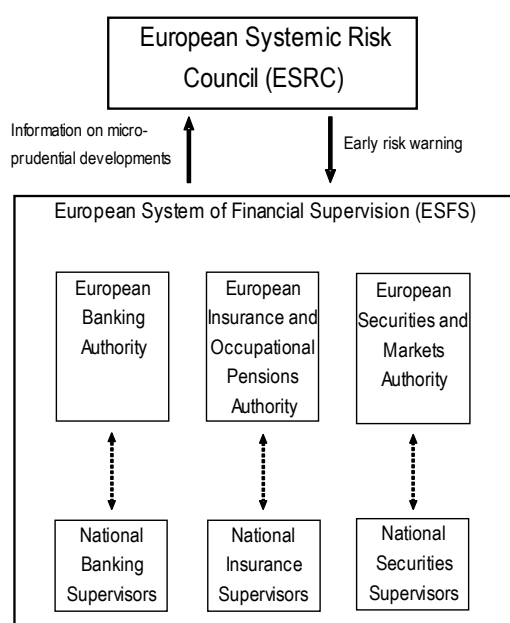 European Systemic Risk
Council (ESRC)
Information on micro-
prudential developments
Early risk warning
European System of Financial Supervision (ESFS)
European
Banking
Authority
European
Insurance and
Occupational
Pensions
Authority
European
Securities and
Markets
Authority
National
Banking
Supervisors
National
Insurance
Supervisors
National
Securities
Supervisors